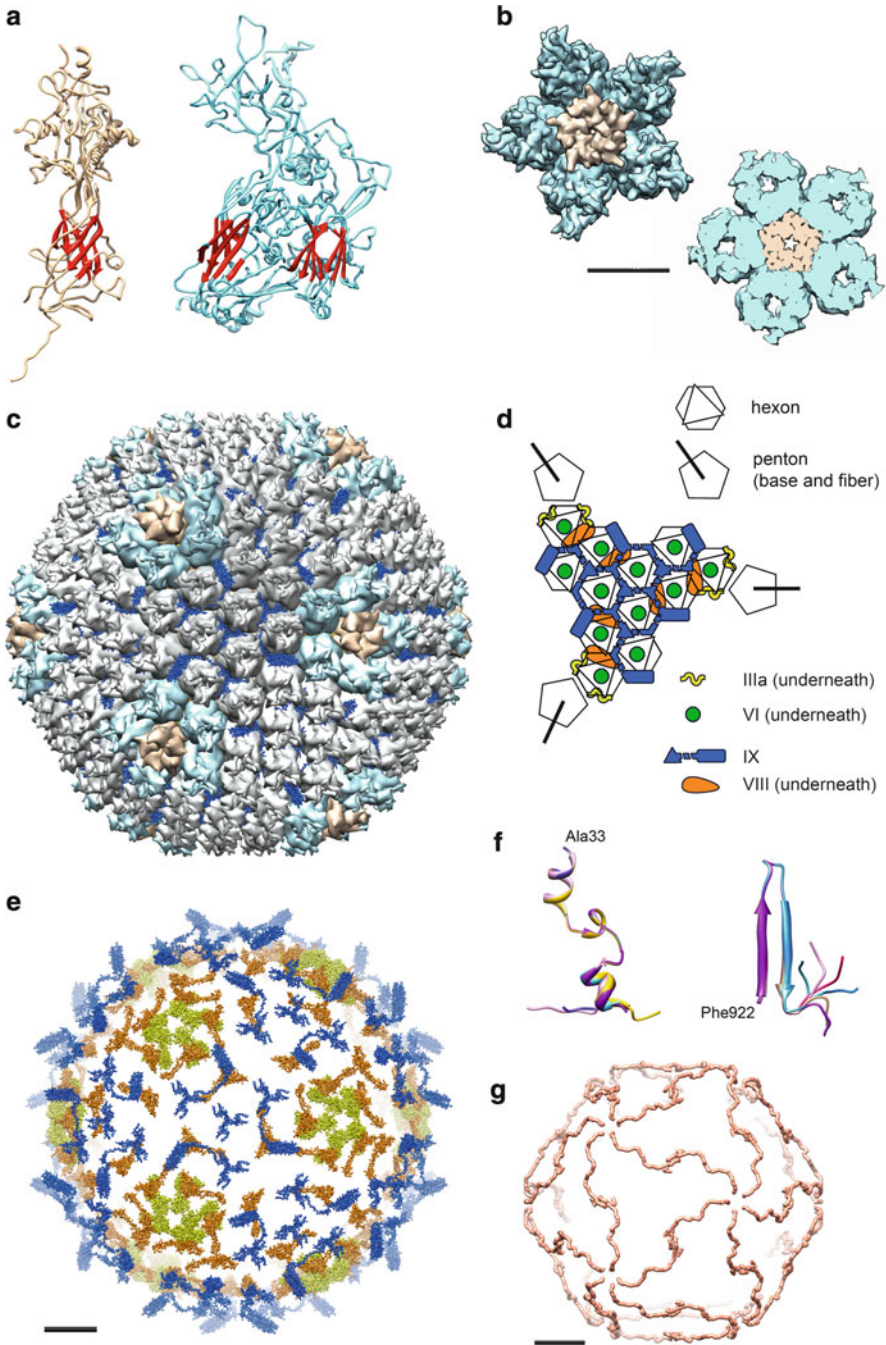 a
b
c
d
hexon
penton
(base and fiber)
IIIa (underneath)
VI (underneath)
IX
VIII (underneath)
e
f
Ala33
Phe922
g